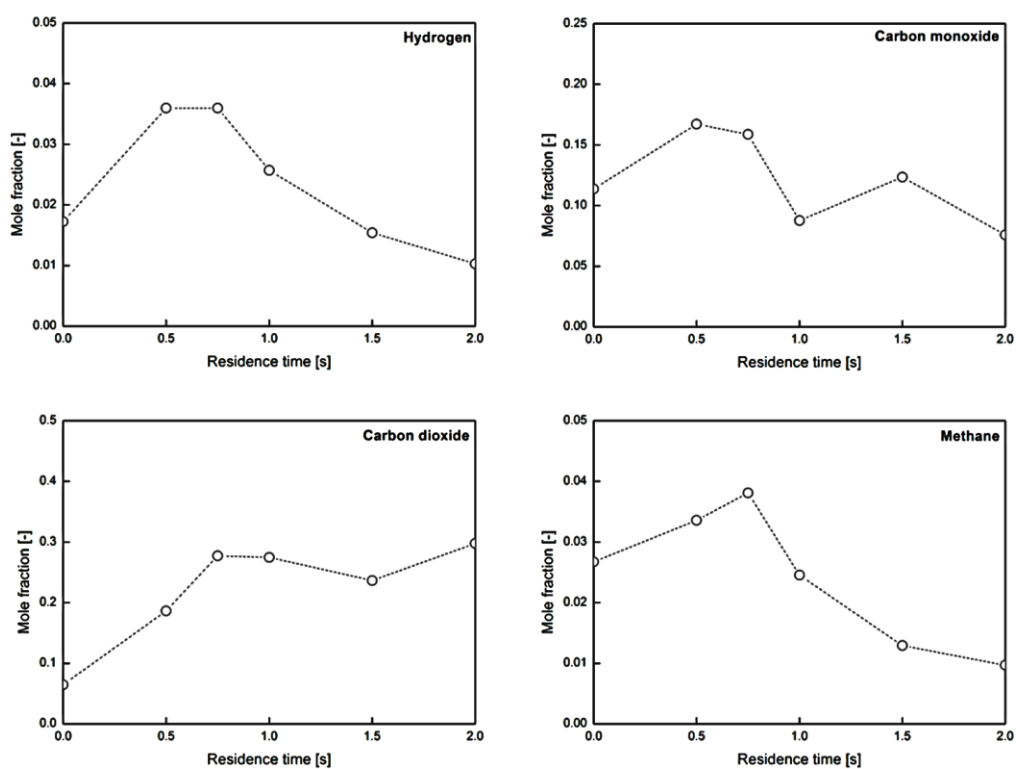 Hydrogen
Mole fraction [-]
0.05
0.04
0.03
0.02
0.01
0.00
0.0 0.5 1.0 1.5 2.0
Residence time [s]
Carbon monoxide
Mole fraction [-]
0.25
0.20
0.15
0.10
0.05
0.00
0.0 0.5 1.0 1.5 2.0
Residence time [s]
Carbon dioxide
Mole fraction [-]
0.5
0.4
0.3
0.2
0.1
0.0
0.0 0.5 1.0 1.5 2.0
Residence time [s]
Methane
Mole fraction [-]
0.05
0.04
0.03
0.02
0.01
0.00
0.0 0.5 1.0 1.5 2.0
Residence time [s]